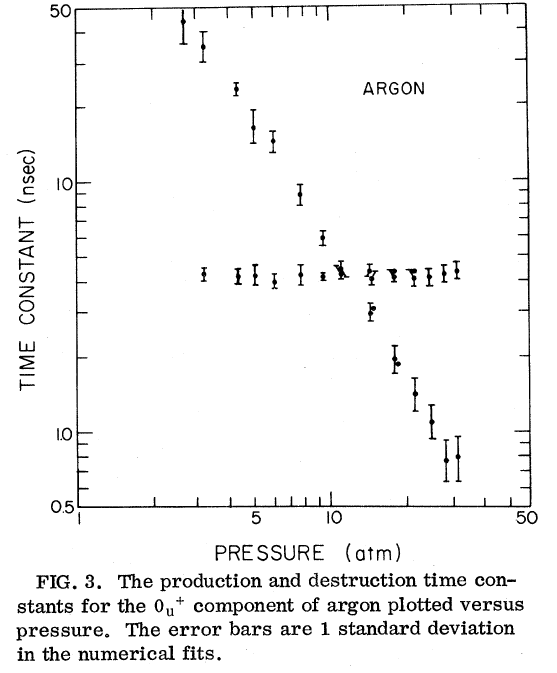 50
ARGON
10
1.0
0.5
TIME CONSTANT (nsec)
1 5 10 50
PRESSURE (atm)
FIG. 3. The production and destruction time con-
stants for the 0u+ component of argon plotted versus
pressure. The error bars are 1 standard deviation
in the numerical fits.